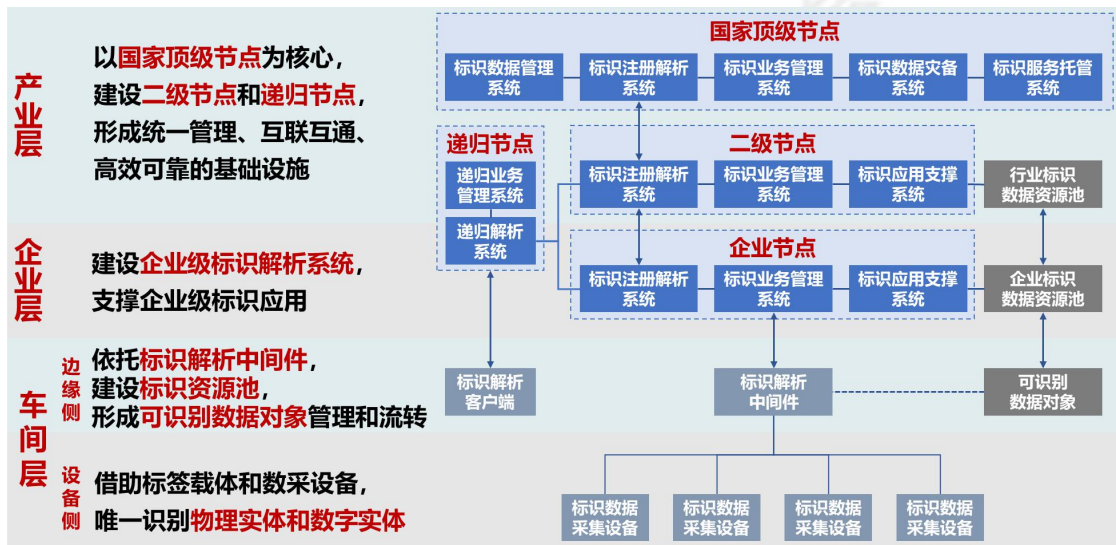 产业层
以国家顶级节点为核心，
建设二级节点和递归节点，
形成统一管理、互联互通、
高效可靠的基础设施
国家顶级节点
标识数据管理
系统
标识注册解析
系统
标识业务管理
系统
标识数据灾备
系统
标识服务托管
系统
递归节点
递归业务
管理系统
递归解析
系统
二级节点
标识注册解析
系统
标识业务管理
系统
标识应用支撑
系统
行业标识
数据资源池
企业层
建设企业级标识解析系统，
支撑企业级标识应用
企业节点
标识注册解析
系统
标识业务管理
系统
标识应用支撑
系统
企业标识
数据资源池
车间层
边缘侧
依托标识解析中间件，
建设标识资源池，
形成可识别数据对象管理和流转
标识解析
客户端
标识解析
中间件
可识别
数据对象
设备侧
借助标签载体和数采设备，
唯一识别物理实体和数字实体
标识数据
采集设备
标识数据
采集设备
标识数据
采集设备
标识数据
采集设备